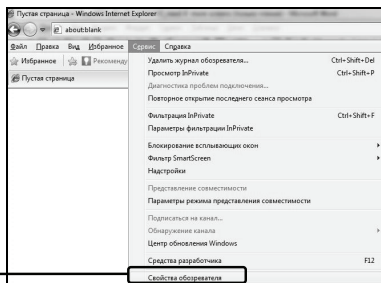 Пустая страница - Windows Internet Explorer
about:blank
Файл Правка Вид Избранное Сервис Справка
Избранное Рекоменду
Пустая страница
Удалить журнал обозревателя... Ctrl+Shift+Del
Просмотр InPrivate Ctrl+Shift+P
Диагностика проблем подключения...
Повторное открытие последнего сеанса просмотра
Фильтрация InPrivate Ctrl+Shift+F
Параметры фильтрации InPrivate
Блокирование всплывающих окон
Фильтр SmartScreen
Надстройки
Представление совместимости
Параметры режима представления совместимости
Подписаться на канал...
Обнаружение канала
Центр обновления Windows
Средства разработчика F12
Свойства обозревателя